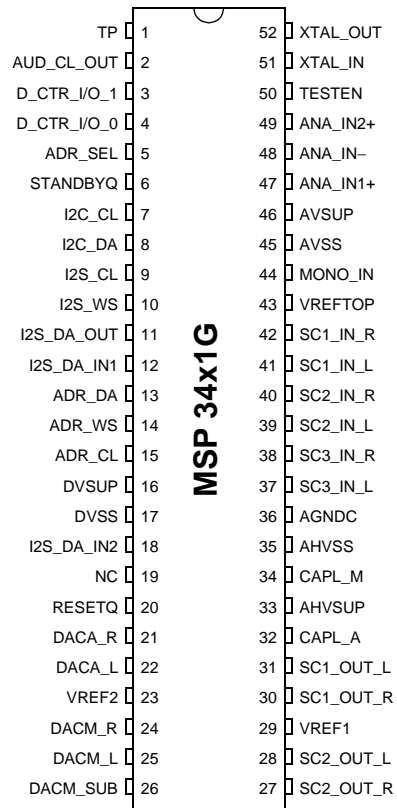 TP 1 52 XTAL_OUT
AUD_CL_OUT 2 51 XTAL_IN
D_CTR_I/O_1 3 50 TESTEN
D_CTR_I/O_0 4 49 ANA_IN2+
ADR_SEL 5 48 ANA_IN−
STANDBYQ 6 47 ANA_IN1+
I2C_CL 7 46 AVSUP
I2C_DA 8 45 AVSS
I2S_CL 9 44 MONO_IN
I2S_WS 10 43 VREFTOP
I2S_DA_OUT 11 42 SC1_IN_R
I2S_DA_IN1 12 41 SC1_IN_L
ADR_DA 13 40 SC2_IN_R
ADR_WS 14 39 SC2_IN_L
ADR_CL 15 38 SC3_IN_R
DVSUP 16 37 SC3_IN_L
DVSS 17 36 AGNDC
I2S_DA_IN2 18 35 AHVSS
NC 19 34 CAPL_M
RESETQ 20 33 AHVSUP
DACA_R 21 32 CAPL_A
DACA_L 22 31 SC1_OUT_L
VREF2 23 30 SC1_OUT_R
DACM_R 24 29 VREF1
DACM_L 25 28 SC2_OUT_L
DACM_SUB 26 27 SC2_OUT_R
MSP 34x1G